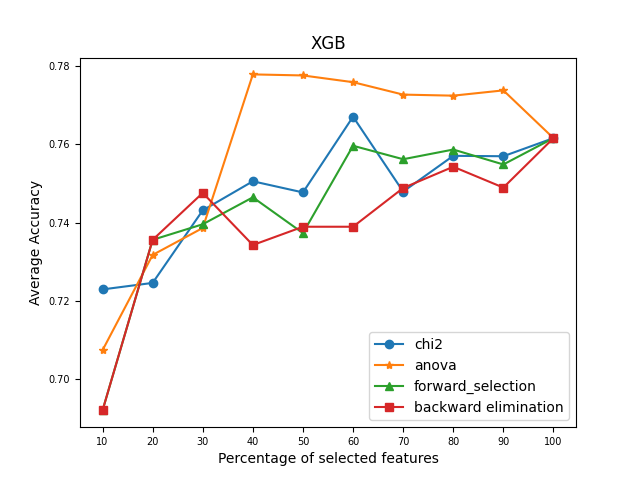 XGB
Average Accuracy
0.78
0.76
0.74
0.72
0.70
10 20 30 40 50 60 70 80 90 100
Percentage of selected features
chi2
anova
forward_selection
backward elimination